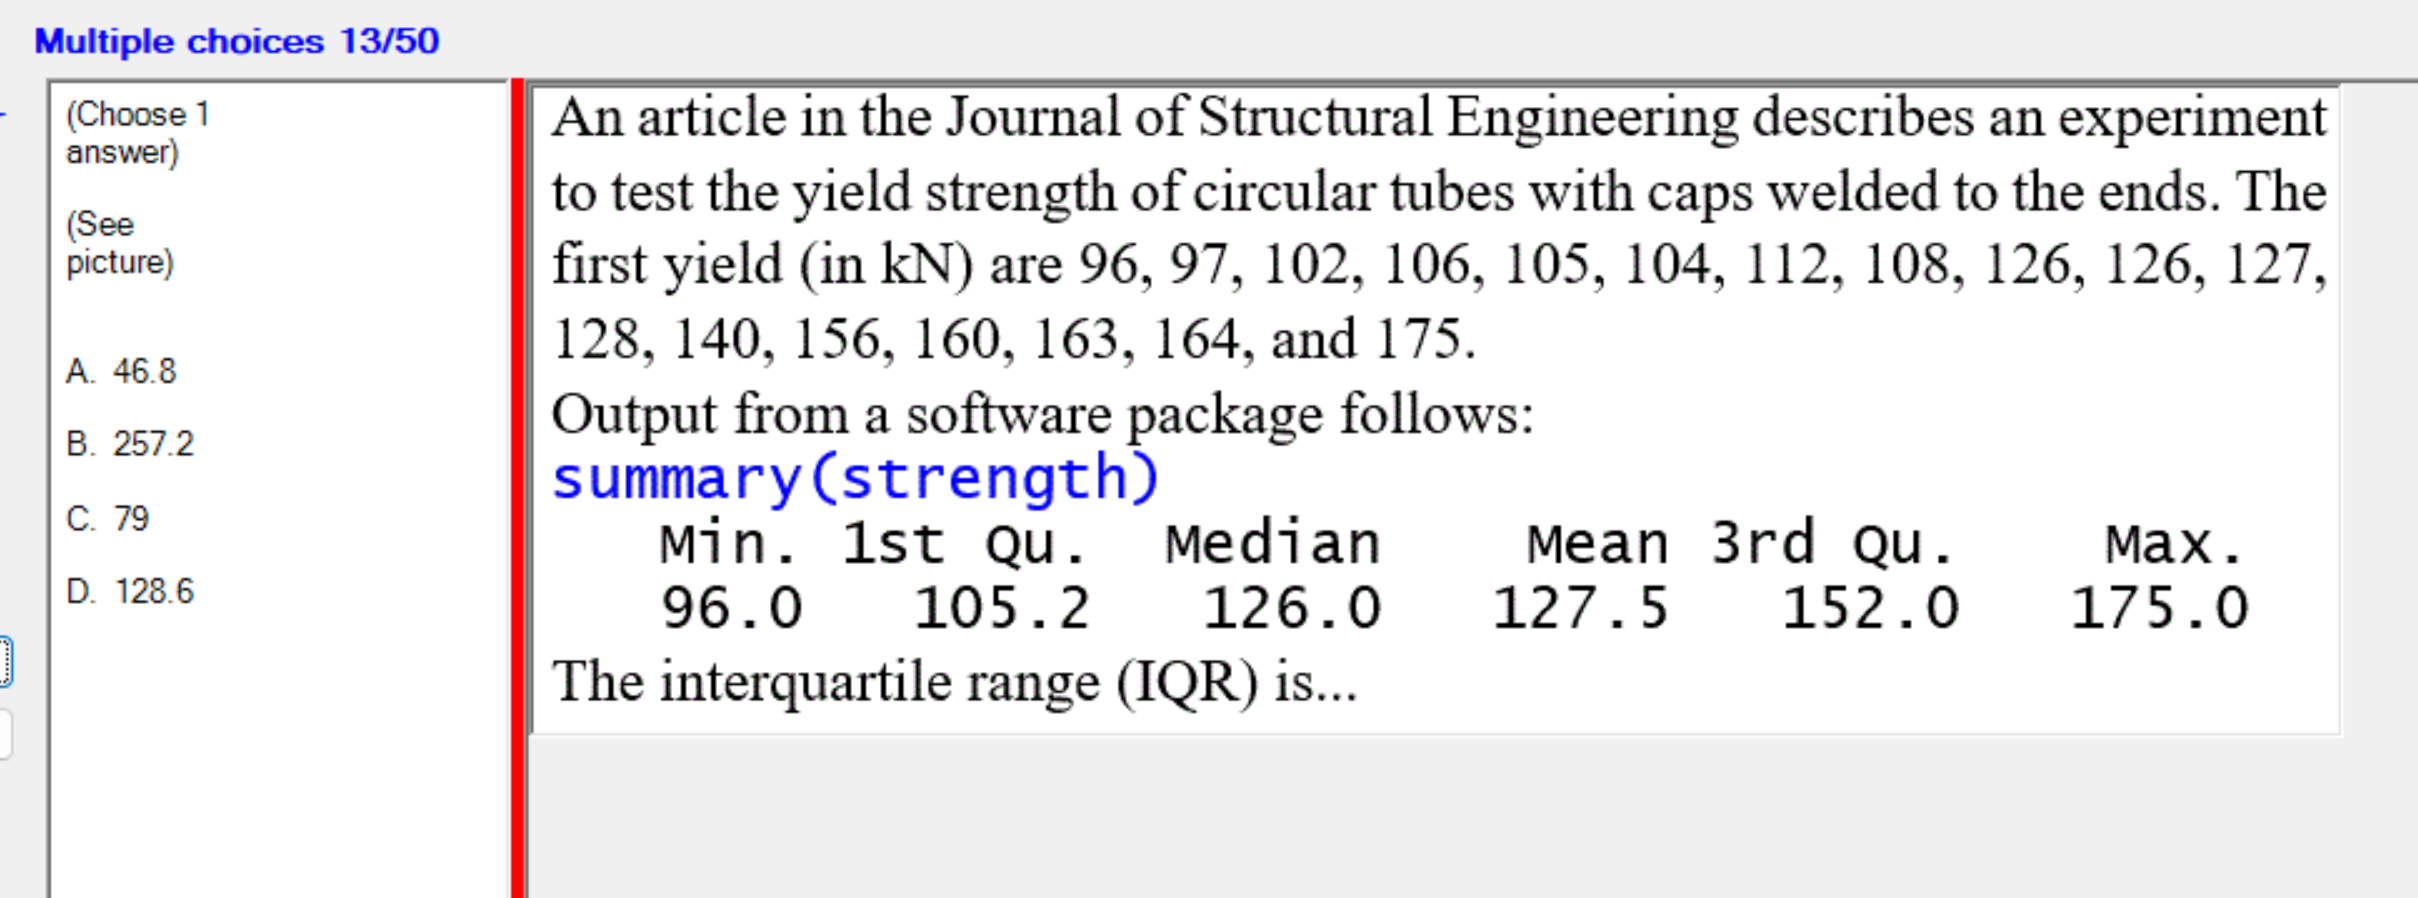 Multiple choices 13/50
(Choose 1
answer)
(See
picture)
A. 46.8
B. 257.2
C. 79
D. 128.6
An article in the Journal of Structural Engineering describes an experiment
to test the yield strength of circular tubes with caps welded to the ends. The
first yield (in kN) are 96, 97, 102, 106, 105, 104, 112, 108, 126, 126, 127,
128, 140, 156, 160, 163, 164, and 175.
Output from a software package follows:
summary(strength)
Min. 1st Qu. Median Mean 3rd Qu. Max.
96.0 105.2 126.0 127.5 152.0 175.0
The interquartile range (IQR) is...